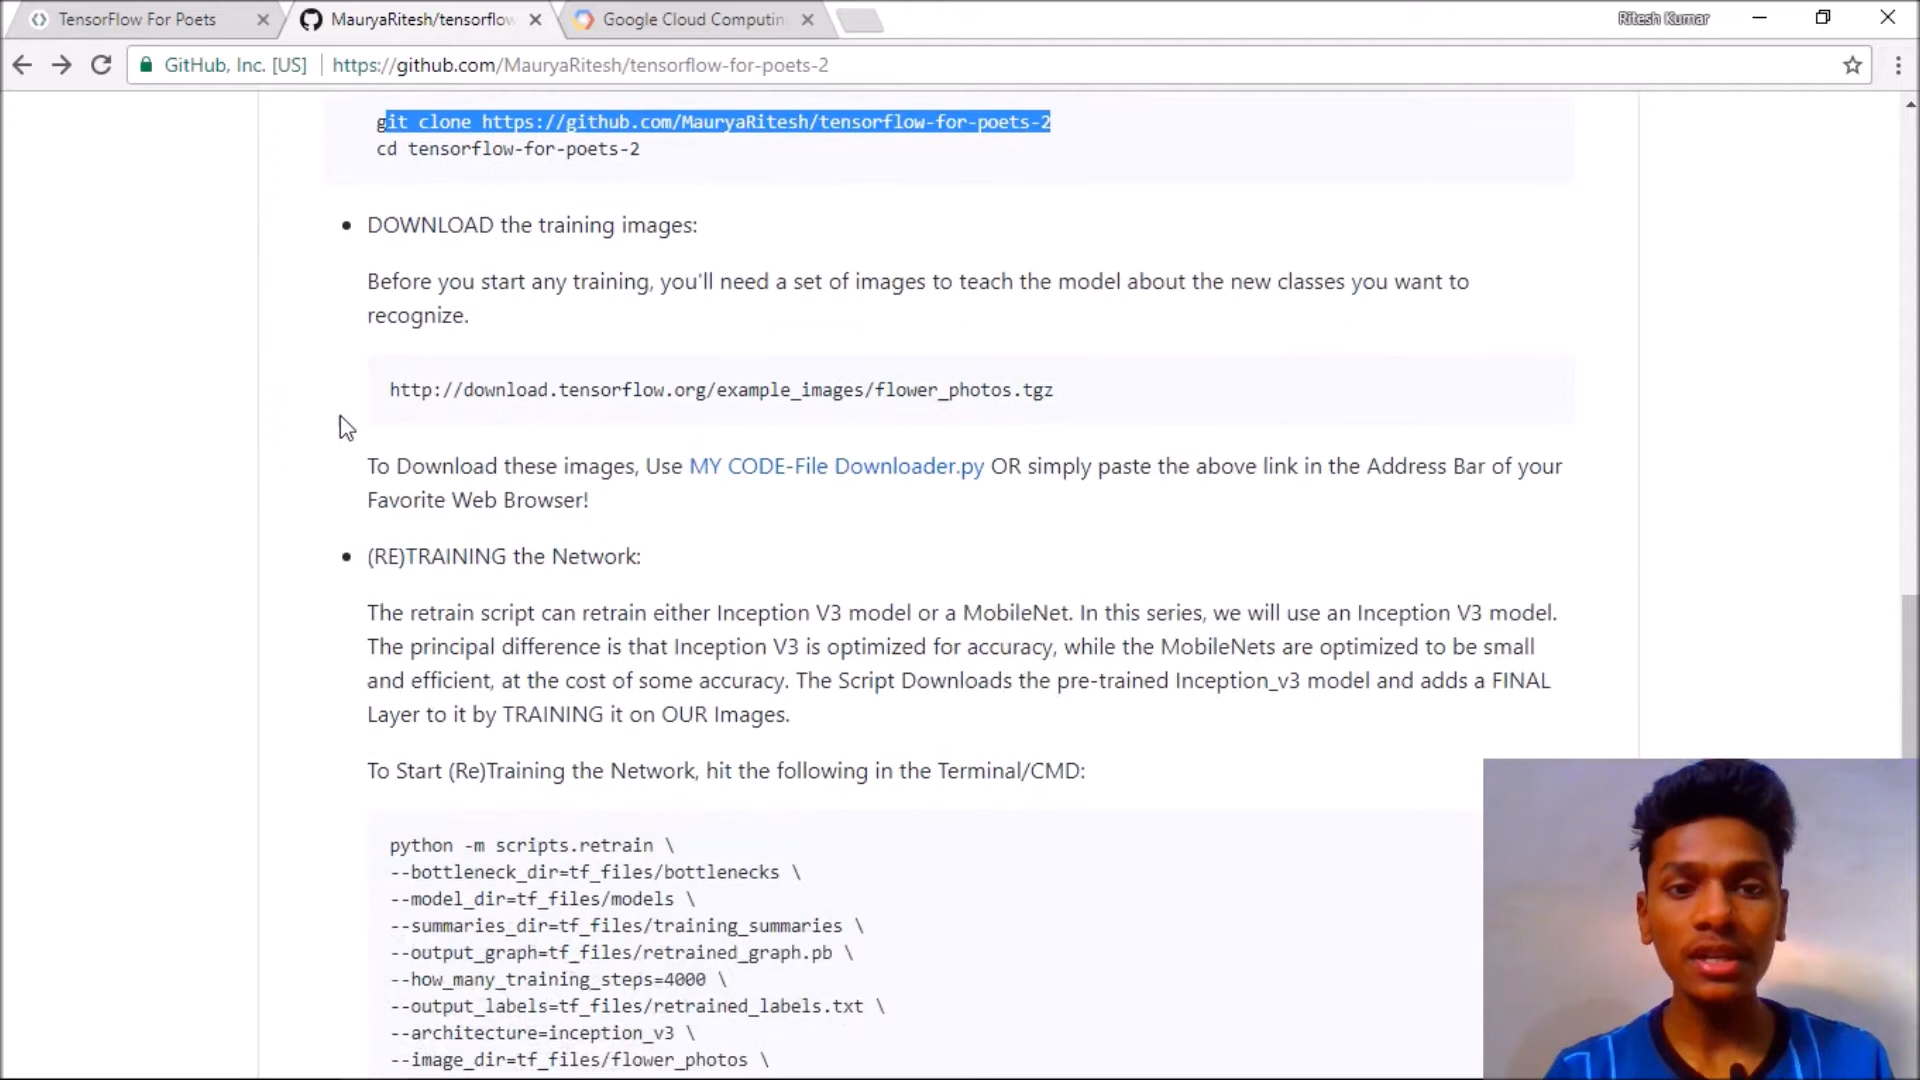 TensorFlow For Poets
MauryaRitesh/tensorflow
Google Cloud Computin
Ritesh Kumar
GitHub, Inc. [US] https://github.com/MauryaRitesh/tensorflow-for-poets-2
git clone https://github.com/MauryaRitesh/tensorflow-for-poets-2
cd tensorflow-for-poets-2
DOWNLOAD the training images:
Before you start any training, you'll need a set of images to teach the model about the new classes you want to
recognize.
http://download.tensorflow.org/example_images/flower_photos.tgz
To Download these images, Use MY CODE-File Downloader.py OR simply paste the above link in the Address Bar of your
Favorite Web Browser!
(RE)TRAINING the Network:
The retrain script can retrain either Inception V3 model or a MobileNet. In this series, we will use an Inception V3 model.
The principal difference is that Inception V3 is optimized for accuracy, while the MobileNets are optimized to be small
and efficient, at the cost of some accuracy. The Script Downloads the pre-trained Inception_v3 model and adds a FINAL
Layer to it by TRAINING it on OUR Images.
To Start (Re)Training the Network, hit the following in the Terminal/CMD:
python -m scripts.retrain \
--bottleneck_dir=tf_files/bottlenecks \
--model_dir=tf_files/models \
--summaries_dir=tf_files/training_summaries \
--output_graph=tf_files/retrained_graph.pb \
--how_many_training_steps=4000 \
--output_labels=tf_files/retrained_labels.txt \
--architecture=inception_v3 \
--image_dir=tf_files/flower_photos \